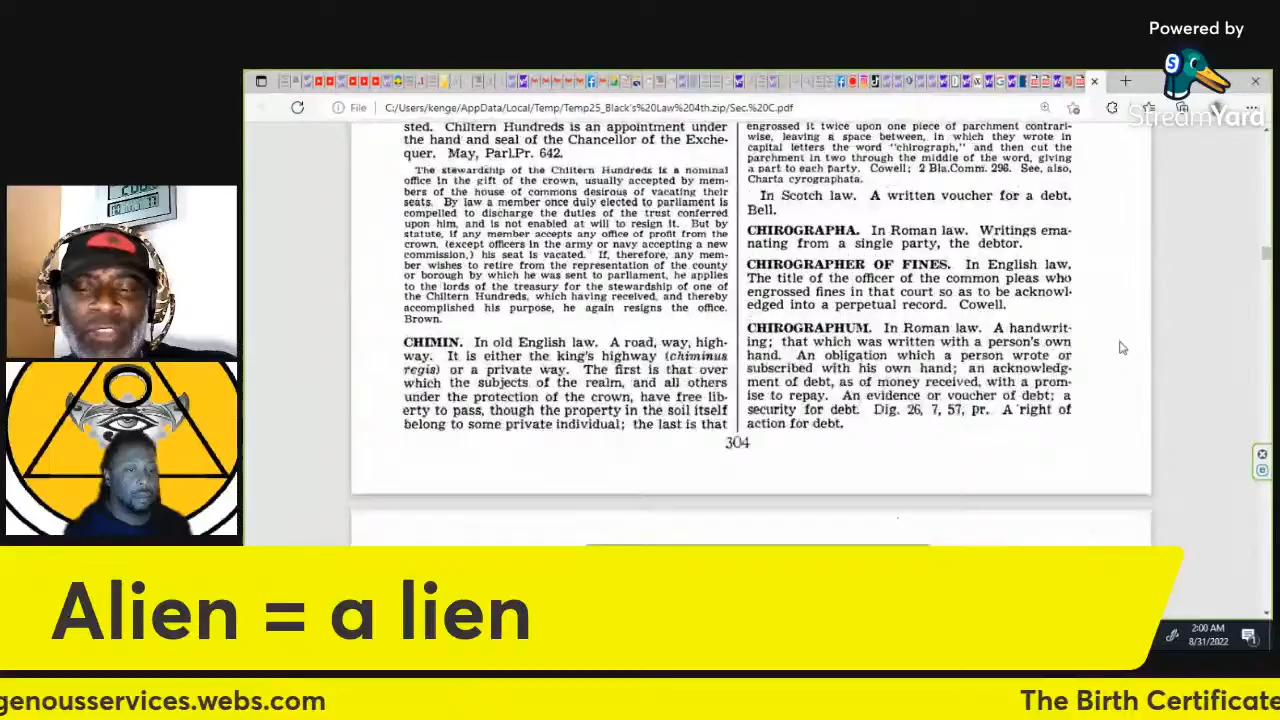 Powered by
StreamYard
File
C:/Users/kenge/AppData/Local/Temp/Temp25_Black's%20Law%204th.zip/Sec.%20C.pdf
sted. Chiltern Hundreds is an appointment under
the hand and seal of the Chancellor of the Exche-
quer. May, Parl.Pr. 642.
The stewardship of the Chiltern Hundreds is a nominal
office in the gift of the crown, usually accepted by mem-
bers of the house of commons desirous of vacating their
seats. By law a member once duly elected to parliament is
compelled to discharge the duties of the trust conferred
upon him, and is not enabled at will to resign it. But by
statute, if any member accepts any office of profit from the
crown, (except officers in the army or navy accepting a new
commission,) his seat is vacated. If, therefore, any mem-
ber wishes to retire from the representation of the county
or borough by which he was sent to parliament, he applies
to the lords of the treasury for the stewardship of one of
the Chiltern Hundreds, which having received, and thereby
accomplished his purpose, he again resigns the office.
Brown.
CHIMIN. In old English law. A road, way, high-
way. It is either the king's highway (chiminus
regis) or a private way. The first is that over
which the subjects of the realm, and all others
under the protection of the crown, have free lib-
erty to pass, though the property in the soil itself
belong to some private individual; the last is that
engrossed it twice upon one piece of parchment contrari-
wise, leaving a space between, in which they wrote in
capital letters the word "chirograph," and then cut the
parchment in two through the middle of the word, giving
a part to each party. Cowell; 2 Bla.Comm. 296. See, also,
Charta cyrographata.
In Scotch law. A written voucher for a debt.
Bell.
CHIROGRAPHA. In Roman law. Writings ema-
nating from a single party, the debtor.
CHIROGRAPHER OF FINES. In English law.
The title of the officer of the common pleas who
engrossed fines in that court so as to be acknowl-
edged into a perpetual record. Cowell.
CHIROGRAPHUM. In Roman law. A handwrit-
ing; that which was written with a person's own
hand. An obligation which a person wrote or
subscribed with his own hand; an acknowledg-
ment of debt, as of money received, with a prom-
ise to repay. An evidence or voucher of debt; a
security for debt. Dig. 26, 7, 57, pr. A right of
action for debt.
304
Alien = a lien
2:00 AM
8/31/2022
genousservices.webs.com
The Birth Certificate